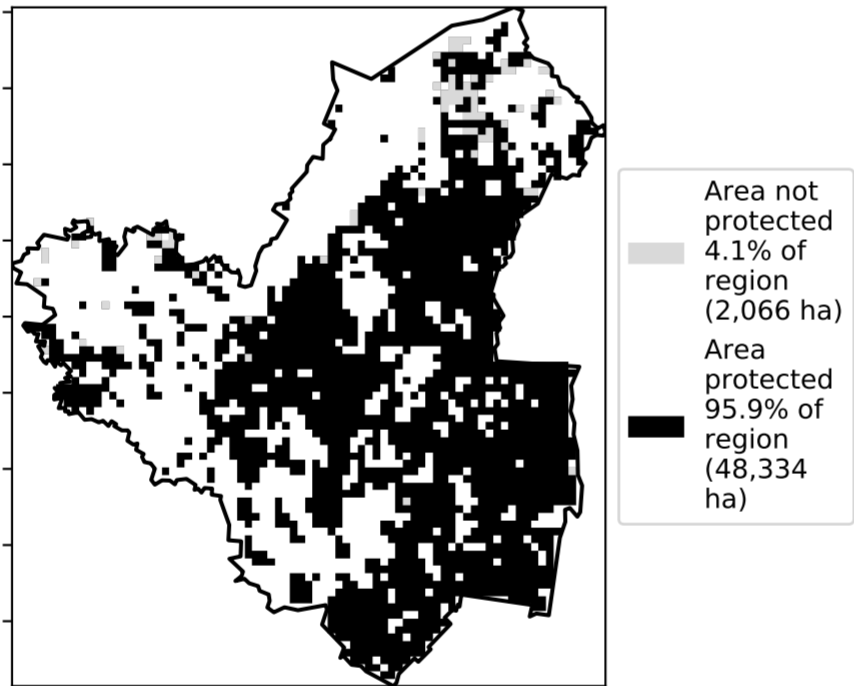 Area not
protected
4.1% of
region
(2,066 ha)
Area
protected
95.9% of
region
(48,334
ha)